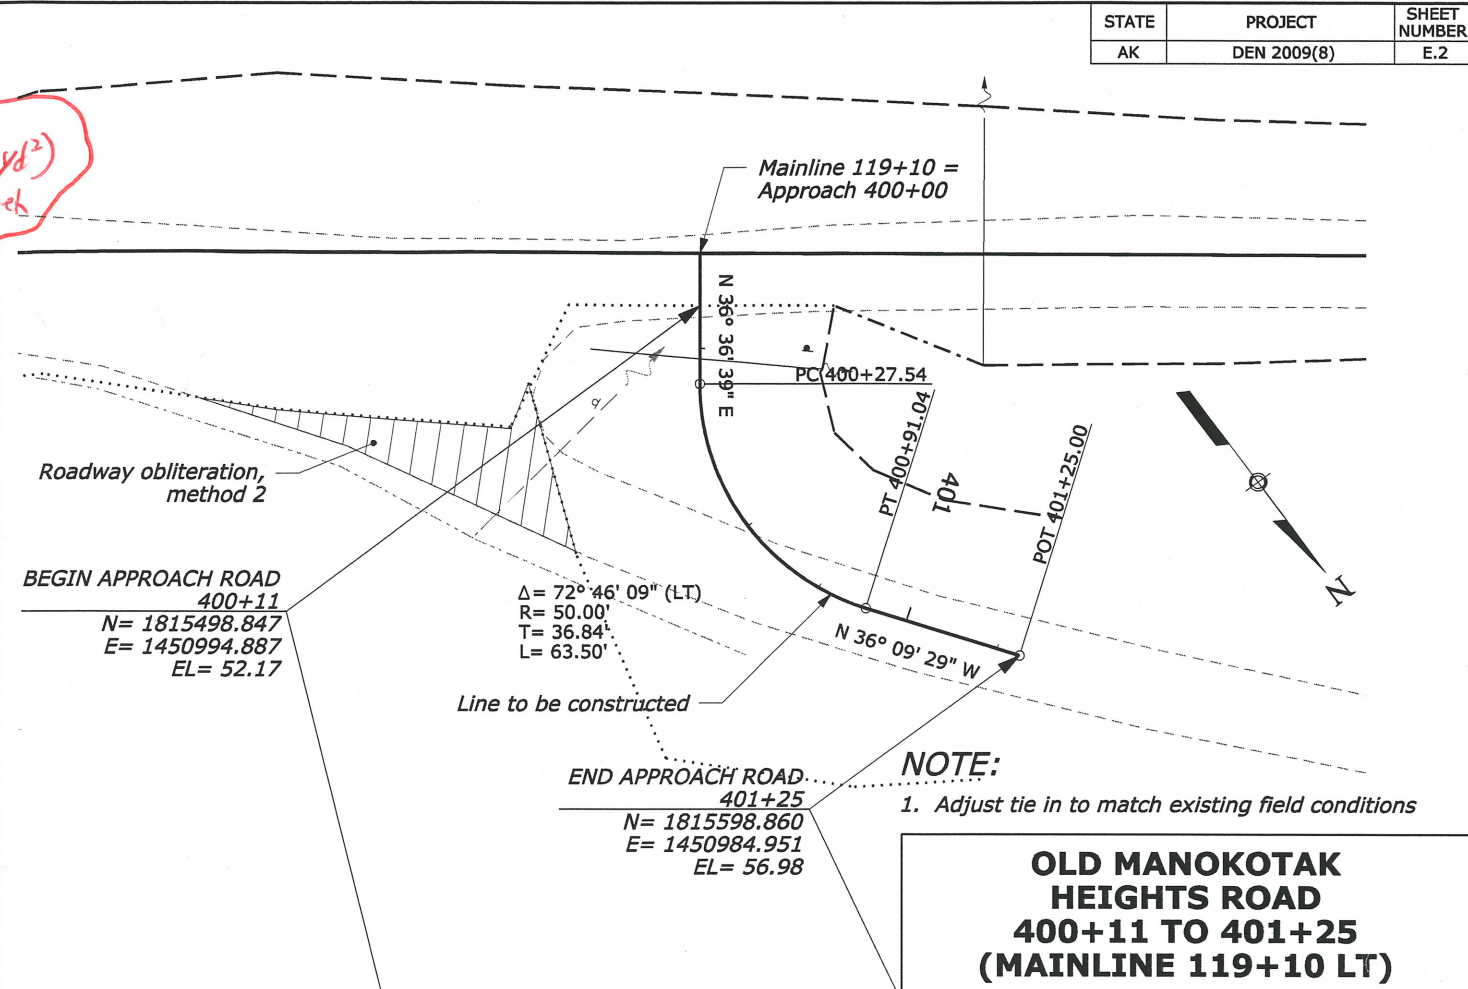 STATE PROJECT SHEET NUMBER
AK DEN 2009(8) E.2
yd²)
Mainline 119+10 =
Approach 400+00
N 36° 36' 39" E
PC 400+27.54
PT 400+91.04
401
POT 401+25.00
Roadway obliteration,
method 2
N
BEGIN APPROACH ROAD
400+11
N= 1815498.847
E= 1450994.887
EL= 52.17
Δ= 72° 46' 09" (LT)
R= 50.00'
T= 36.84'
L= 63.50'
N 36° 09' 29" W
Line to be constructed
END APPROACH ROAD
401+25
N= 1815598.860
E= 1450984.951
EL= 56.98
NOTE:
1. Adjust tie in to match existing field conditions
OLD MANOKOTAK
HEIGHTS ROAD
400+11 TO 401+25
(MAINLINE 119+10 LT)